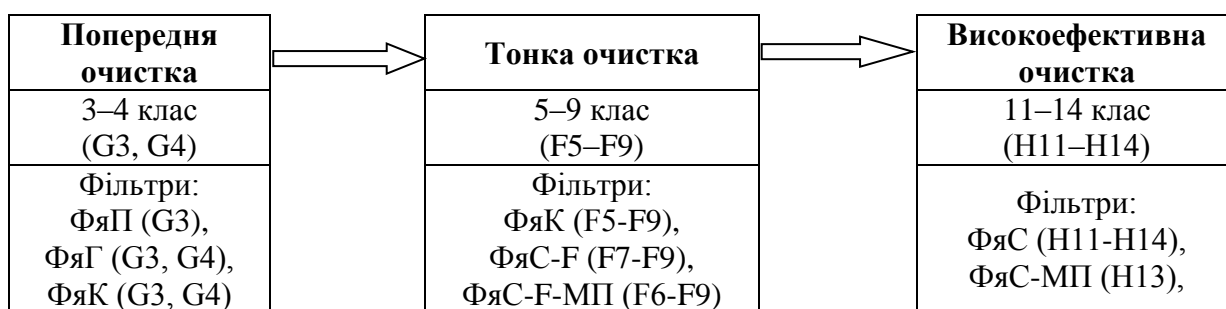 Попередня
очистка
3–4 клас
(G3, G4)
Фільтри:
ФяП (G3),
ФяГ (G3, G4),
ФяК (G3, G4)
Тонка очистка
5–9 клас
(F5–F9)
Фільтри:
ФяК (F5-F9),
ФяС-F (F7-F9),
ФяС-F-МП (F6-F9)
Високоефективна
очистка
11–14 клас
(H11–H14)
Фільтри:
ФяС (H11-H14),
ФяС-МП (H13),